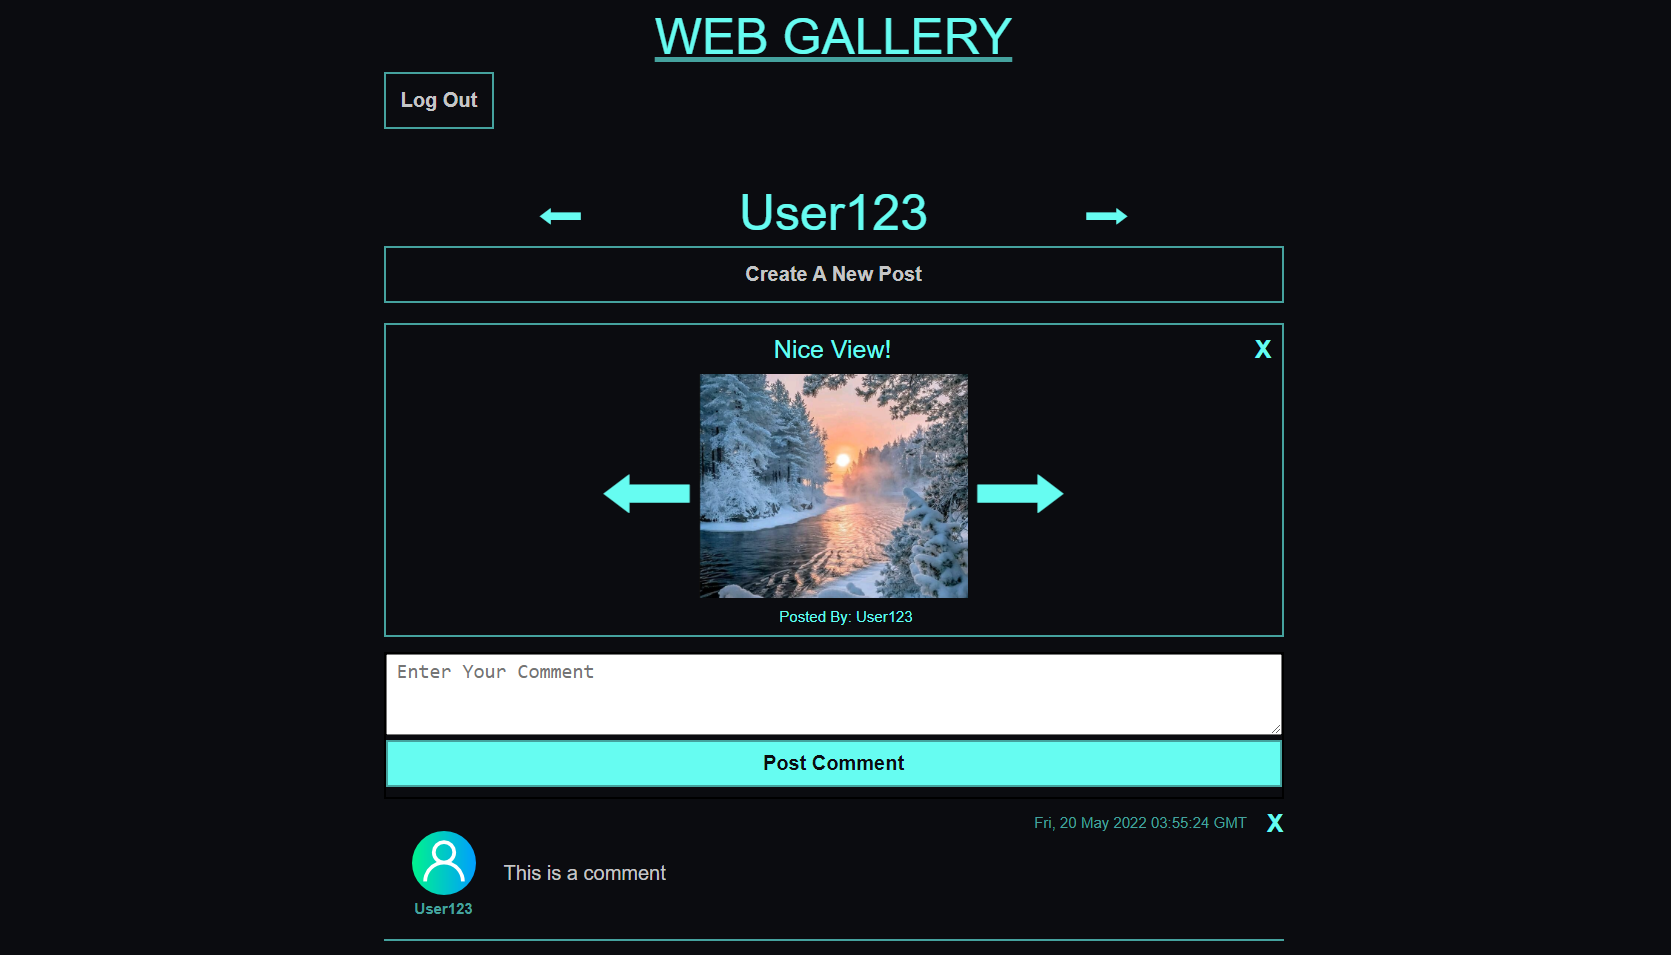 WEB GALLERY
Log Out
User123
Create A New Post
Nice View!
X
Posted By: User123
Enter Your Comment
Post Comment
Fri, 20 May 2022 03:55:24 GMT
X
This is a comment
User123